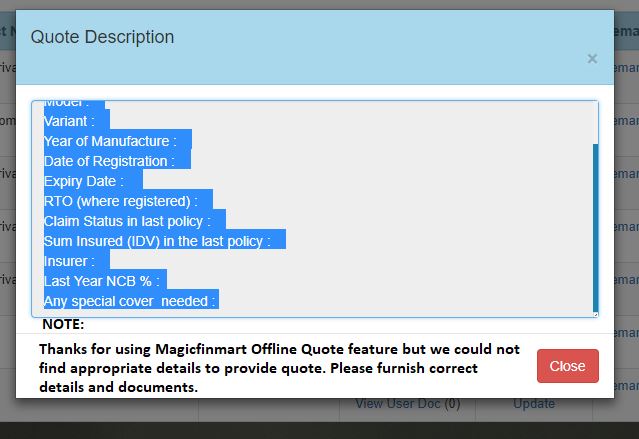 Quote Description
×
Model :
Variant :
Year of Manufacture :
Date of Registration :
Expiry Date :
RTO (where registered) :
Claim Status in last policy :
Sum Insured (IDV) in the last policy :
Insurer :
Last Year NCB % :
Any special cover needed :
NOTE:
Thanks for using Magicfinmart Offline Quote feature but we could not
find appropriate details to provide quote. Please furnish correct
details and documents.
Close
View User Doc (0) Update